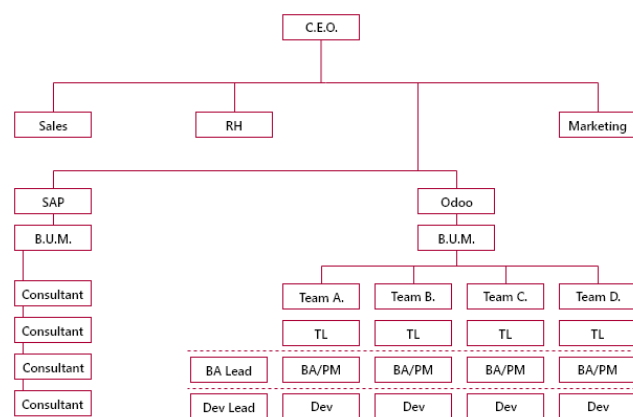 C.E.O.
Sales RH Marketing
SAP Odoo
B.U.M. B.U.M.
Consultant Team A. Team B. Team C. Team D.
Consultant TL TL TL TL
Consultant BA Lead BA/PM BA/PM BA/PM BA/PM
Consultant Dev Lead Dev Dev Dev Dev